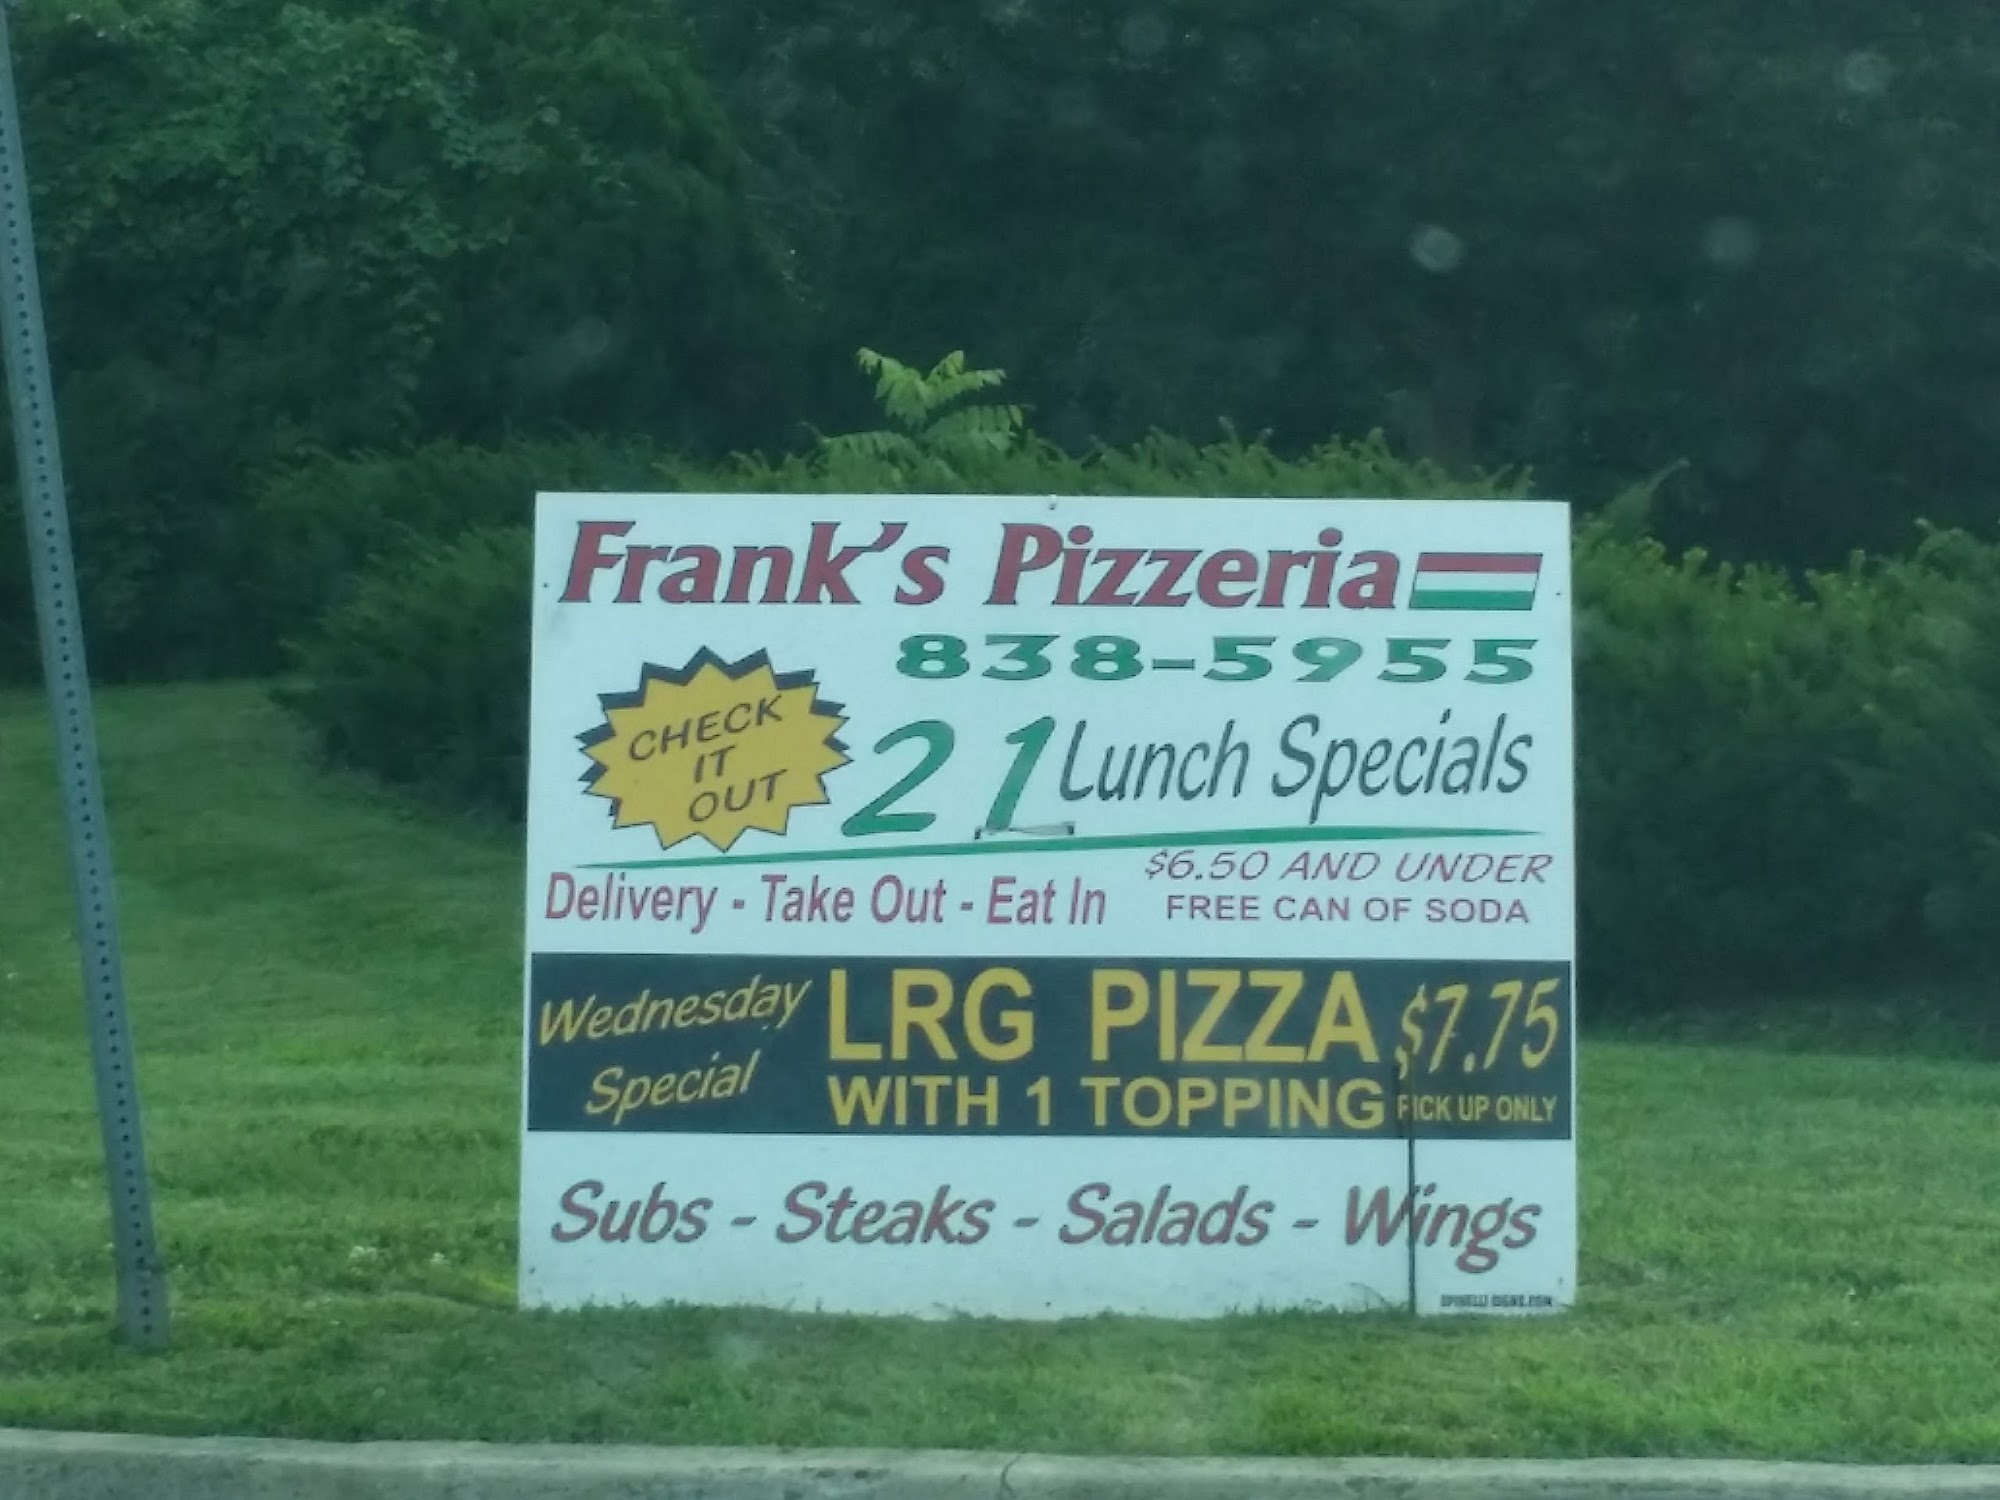 Frank's Pizzeria
838-5955
CHECK
IT
OUT
21 Lunch Specials
$6.50 AND UNDER
FREE CAN OF SODA
Delivery - Take Out - Eat In
Wednesday
Special
LRG PIZZA $7.75
WITH 1 TOPPING PICK UP ONLY
Subs - Steaks - Salads - Wings